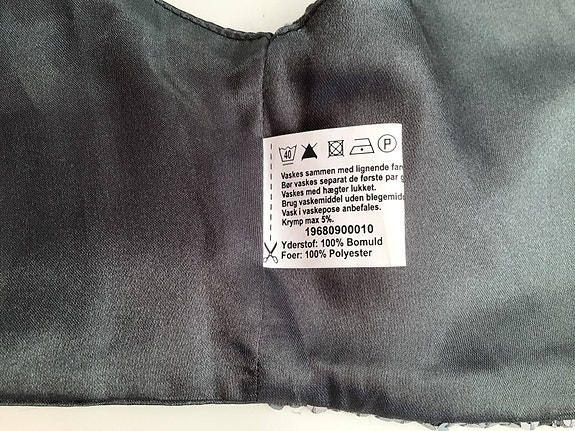 40 P
Vaskes sammen med lignende
Bør vaskes separat de første par
Vaskes med hægter lukket.
Brug vaskemiddel uden
Vask i vaskepose anbefales.
Krymp max 5%.
19680900010
Yderstof: 100% Bomuld
Foer: 100% Polyester